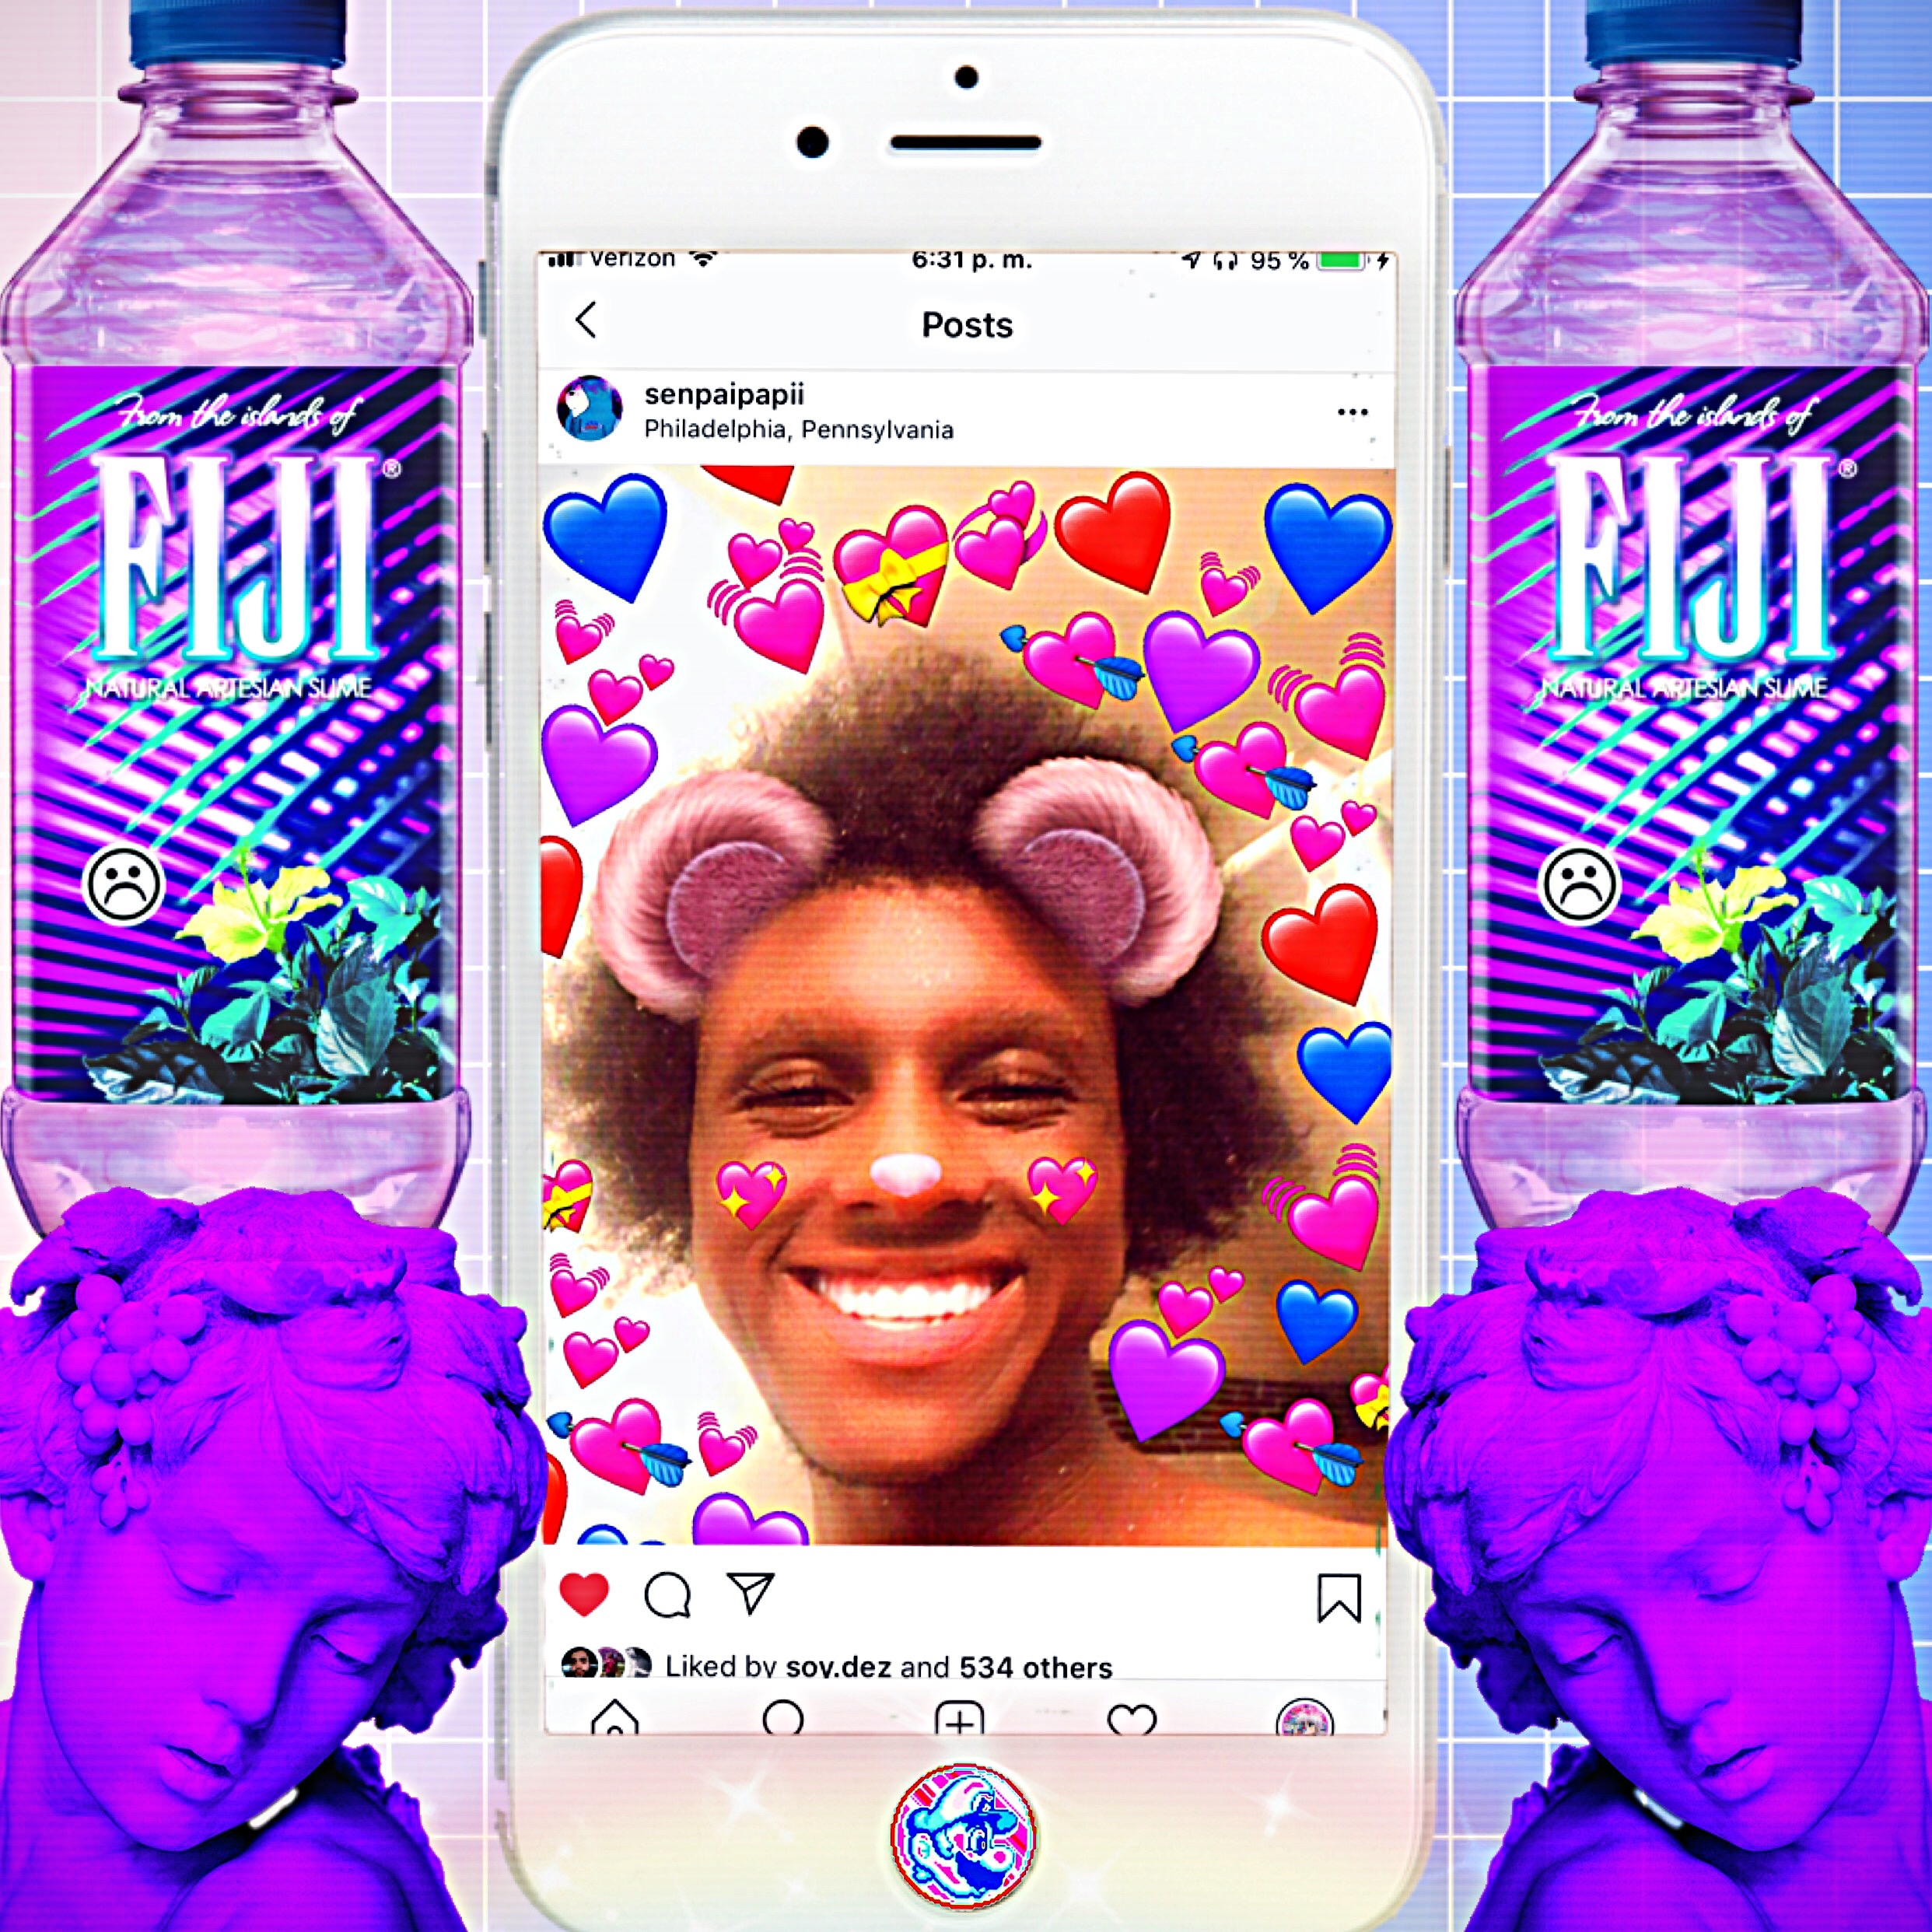 Verizon 6:31 p. m. 95 %
Posts
senpaipapii
Philadelphia, Pennsylvania
From the islands of
FIJI®
NATURAL ARTESIAN SLIME
From the islands of
FIJI®
NATURAL ARTESIAN SLIME
Liked by soy.dez and 534 others